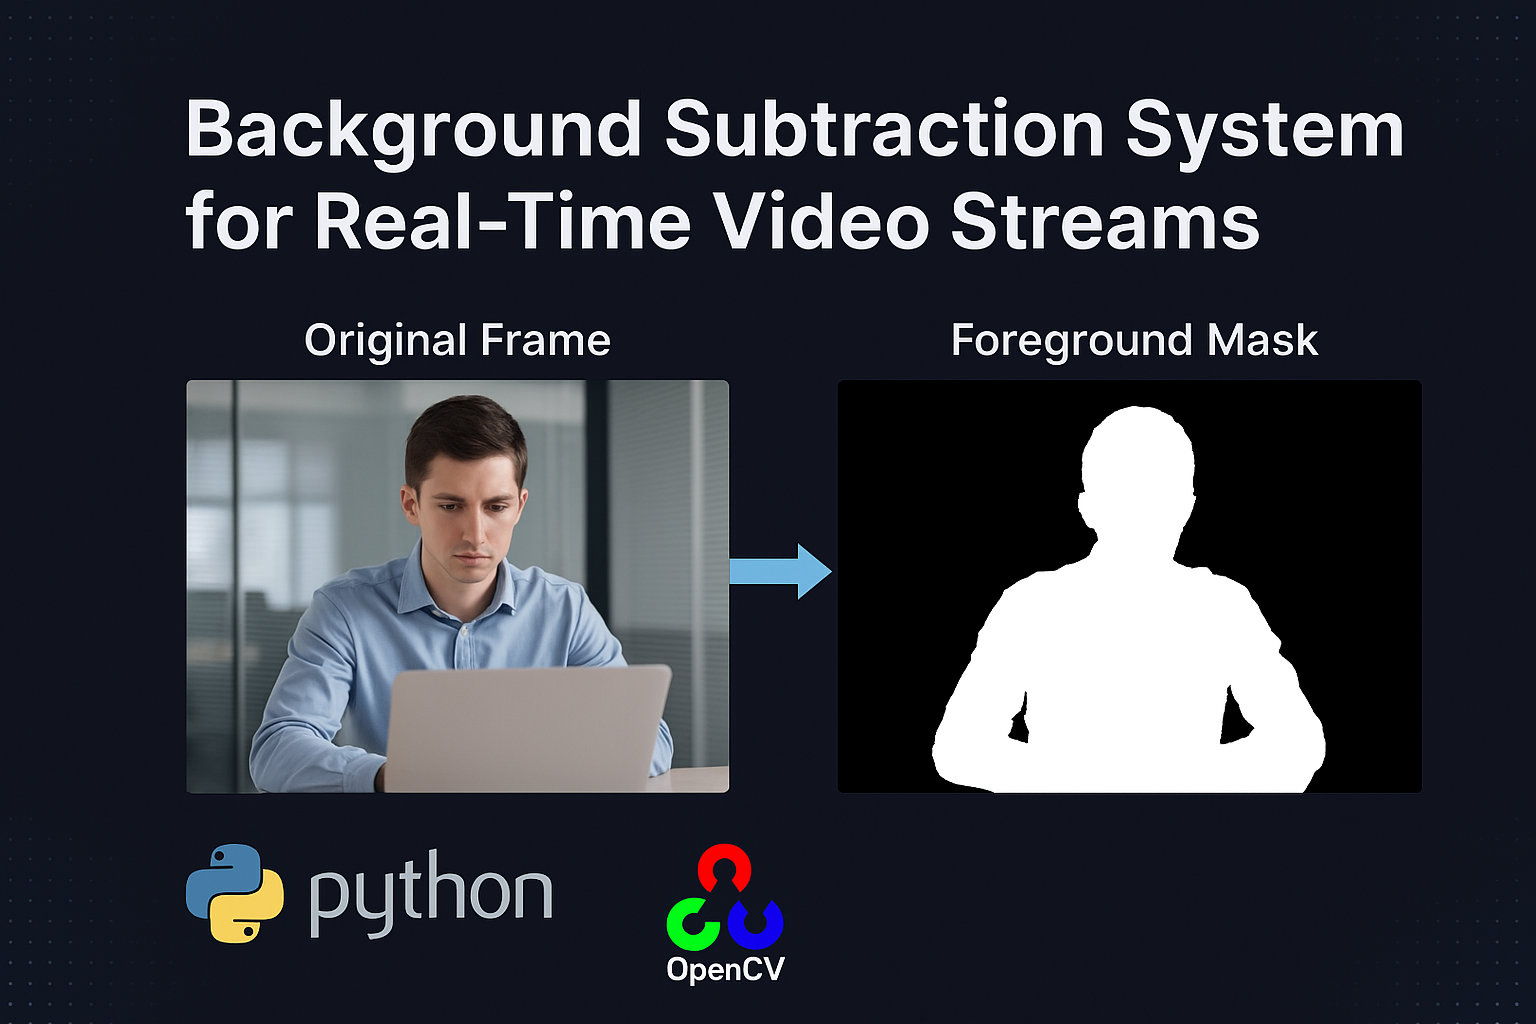 Background Subtraction System
for Real-Time Video Streams
Original Frame
Foreground Mask
python
OpenCV